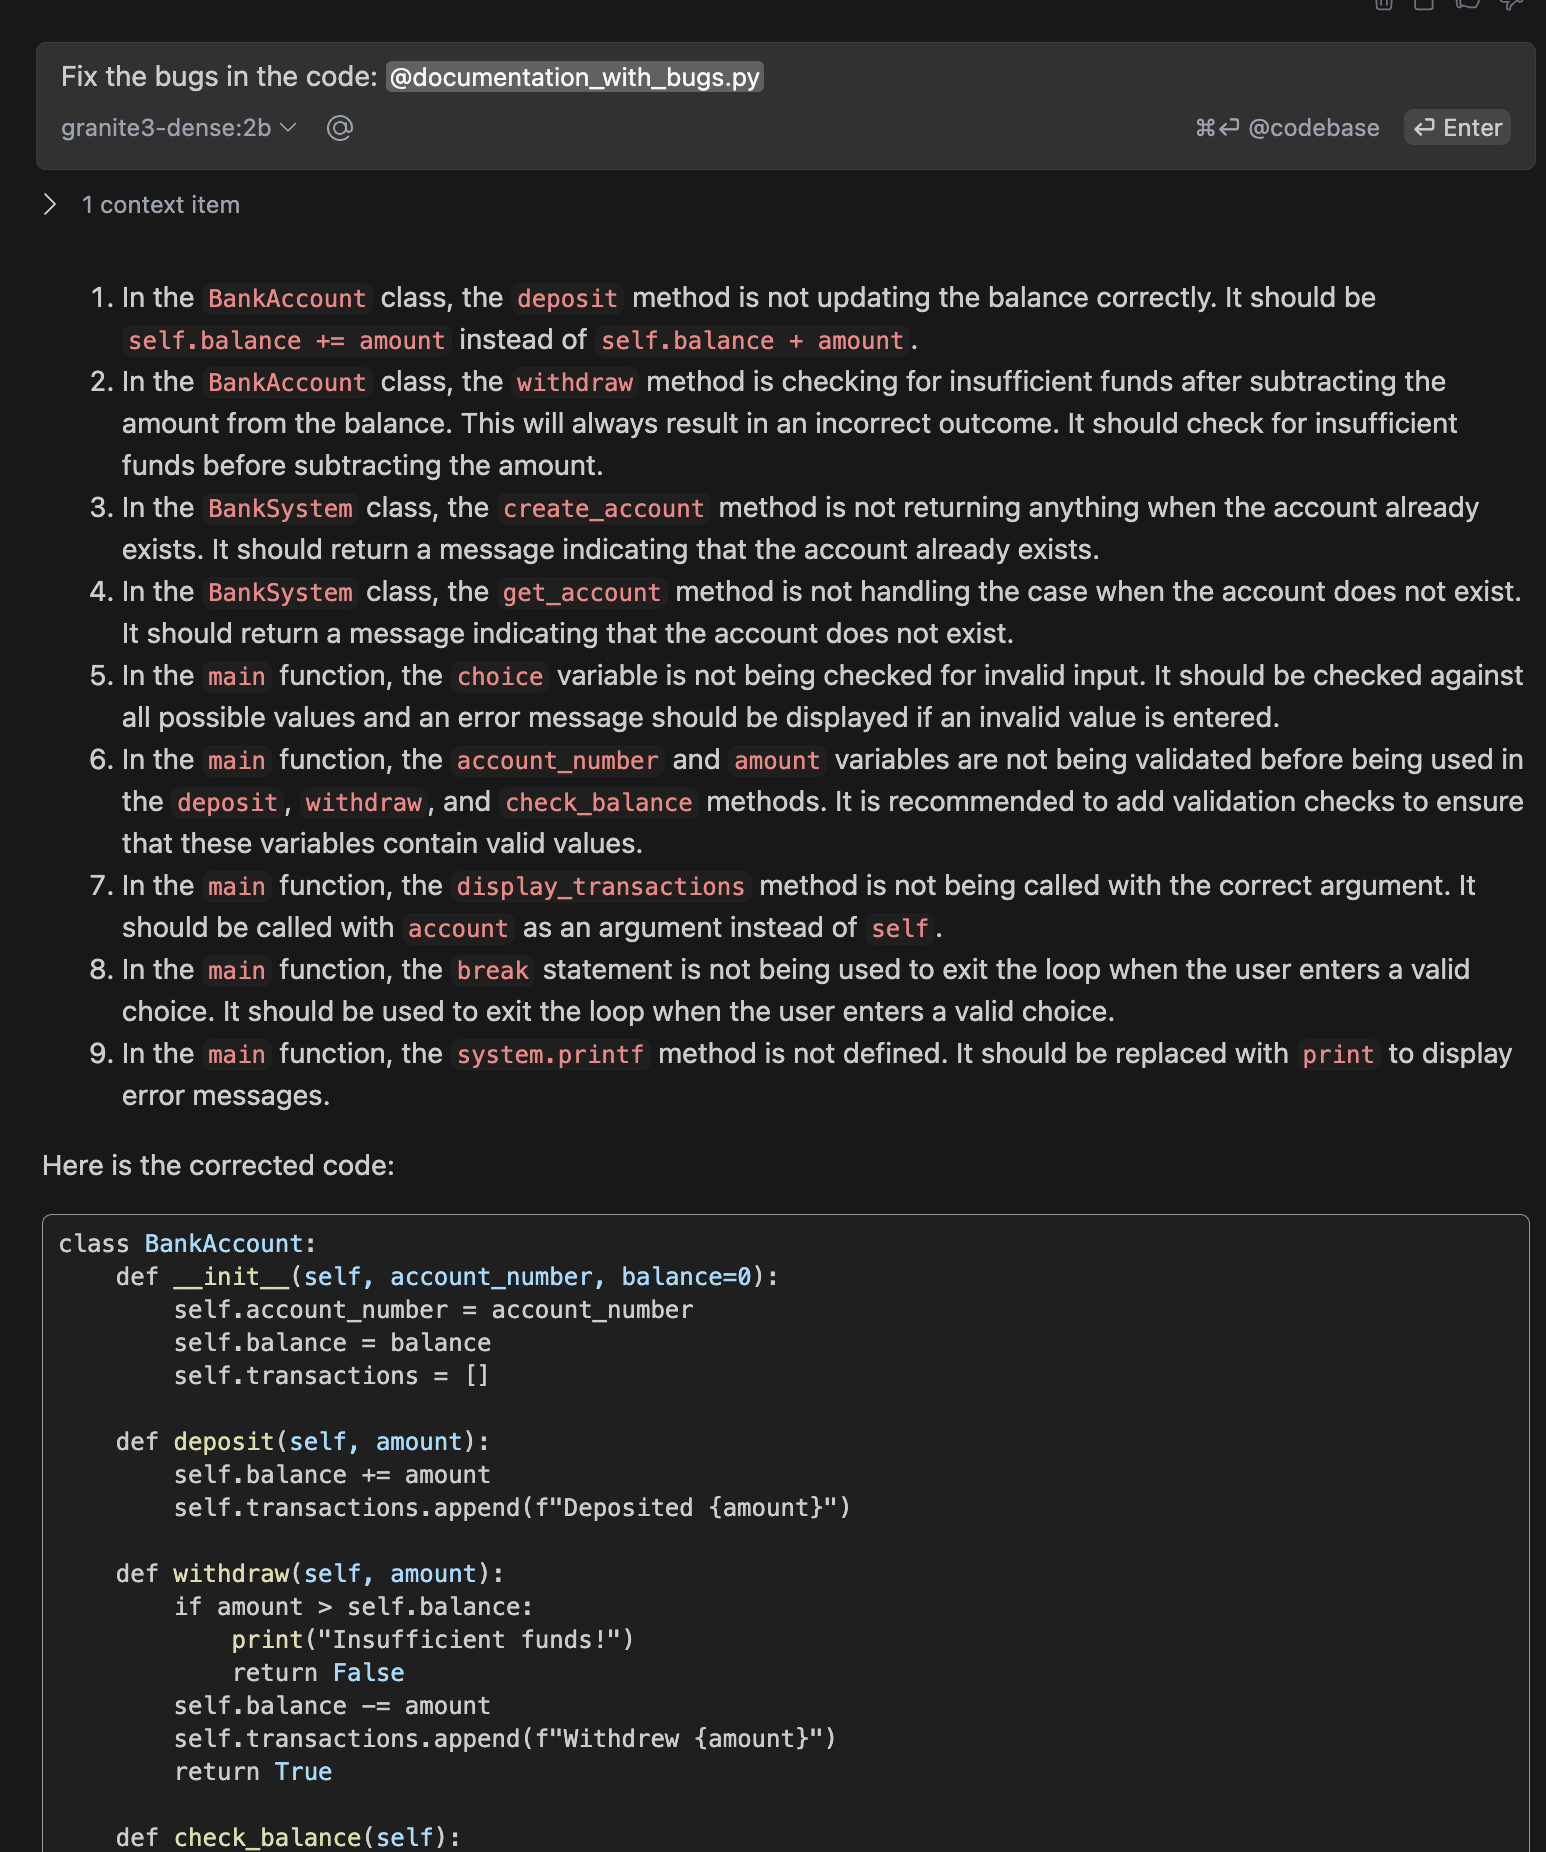 Fix the bugs in the code: @documentation_with_bugs.py
granite3-dense:2b @ ⌘⏎ @codebase ⏎ Enter
1 context item
1. In the BankAccount class, the deposit method is not updating the balance correctly. It should be
self.balance += amount instead of self.balance + amount.
2. In the BankAccount class, the withdraw method is checking for insufficient funds after subtracting the
amount from the balance. This will always result in an incorrect outcome. It should check for insufficient
funds before subtracting the amount.
3. In the BankSystem class, the create_account method is not returning anything when the account already
exists. It should return a message indicating that the account already exists.
4. In the BankSystem class, the get_account method is not handling the case when the account does not exist.
It should return a message indicating that the account does not exist.
5. In the main function, the choice variable is not being checked for invalid input. It should be checked against
all possible values and an error message should be displayed if an invalid value is entered.
6. In the main function, the account_number and amount variables are not being validated before being used in
the deposit, withdraw, and check_balance methods. It is recommended to add validation checks to ensure
that these variables contain valid values.
7. In the main function, the display_transactions method is not being called with the correct argument. It
should be called with account as an argument instead of self.
8. In the main function, the break statement is not being used to exit the loop when the user enters a valid
choice. It should be used to exit the loop when the user enters a valid choice.
9. In the main function, the system.printf method is not defined. It should be replaced with print to display
error messages.
Here is the corrected code:
class BankAccount:
    def __init__(self, account_number, balance=0):
        self.account_number = account_number
        self.balance = balance
        self.transactions = []
    def deposit(self, amount):
        self.balance += amount
        self.transactions.append(f"Deposited {amount}")
    def withdraw(self, amount):
        if amount > self.balance:
            print("Insufficient funds!")
            return False
        self.balance -= amount
        self.transactions.append(f"Withdrew {amount}")
        return True
    def check_balance(self):